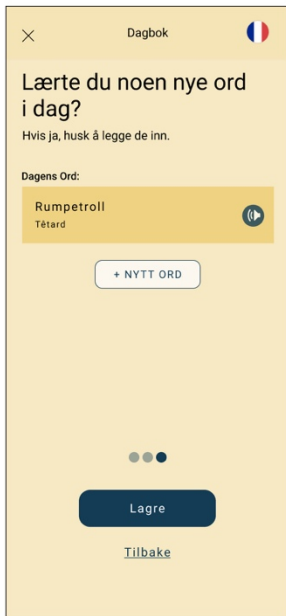 Dagbok
Lærte du noen nye ord
i dag?
Hvis ja, husk å legge de inn.
Dagens Ord:
Rumpetroll
Têtard
+ NYTT ORD
Lagre
Tilbake